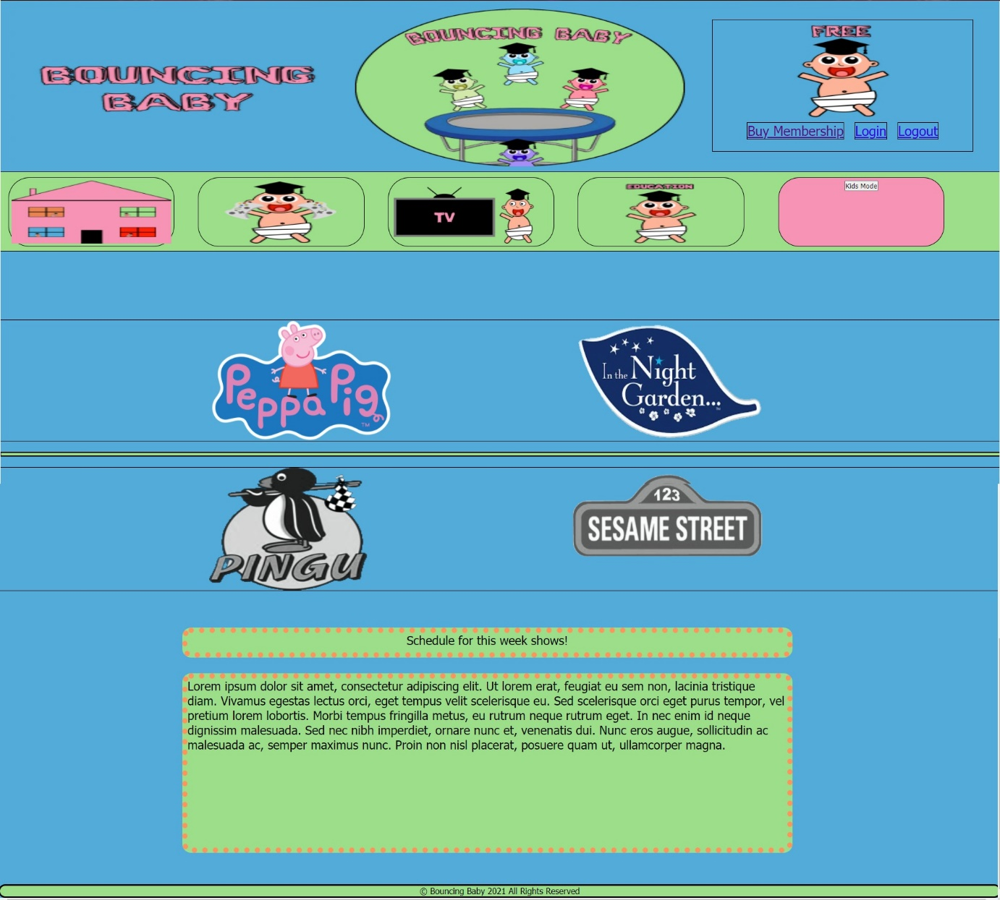 BOUNCING
BABY
BOUNCING BABY
FREE
Buy Membership Login Logout
TV
EDUCATION
Kids Mode
Peppa Pig
TM
In the Night
Garden...
TM
PINGU
123
SESAME STREET
Schedule for this week shows!
Lorem ipsum dolor sit amet, consectetur adipiscing elit. Ut lorem erat, feugiat eu sem non, lacinia tristique
diam. Vivamus egestas lectus orci, eget tempus velit scelerisque eu. Sed scelerisque orci eget purus tempor, vel
pretium lorem lobortis. Morbi tempus fringilla metus, eu rutrum neque rutrum eget. In nec enim id neque
dignissim malesuada. Sed nec nibh imperdiet, ornare nunc et, venenatis dui. Nunc eros augue, sollicitudin ac
malesuada ac, semper maximus nunc. Proin non nisl placerat, posuere quam ut, ullamcorper magna.
© Bouncing Baby 2021 All Rights Reserved